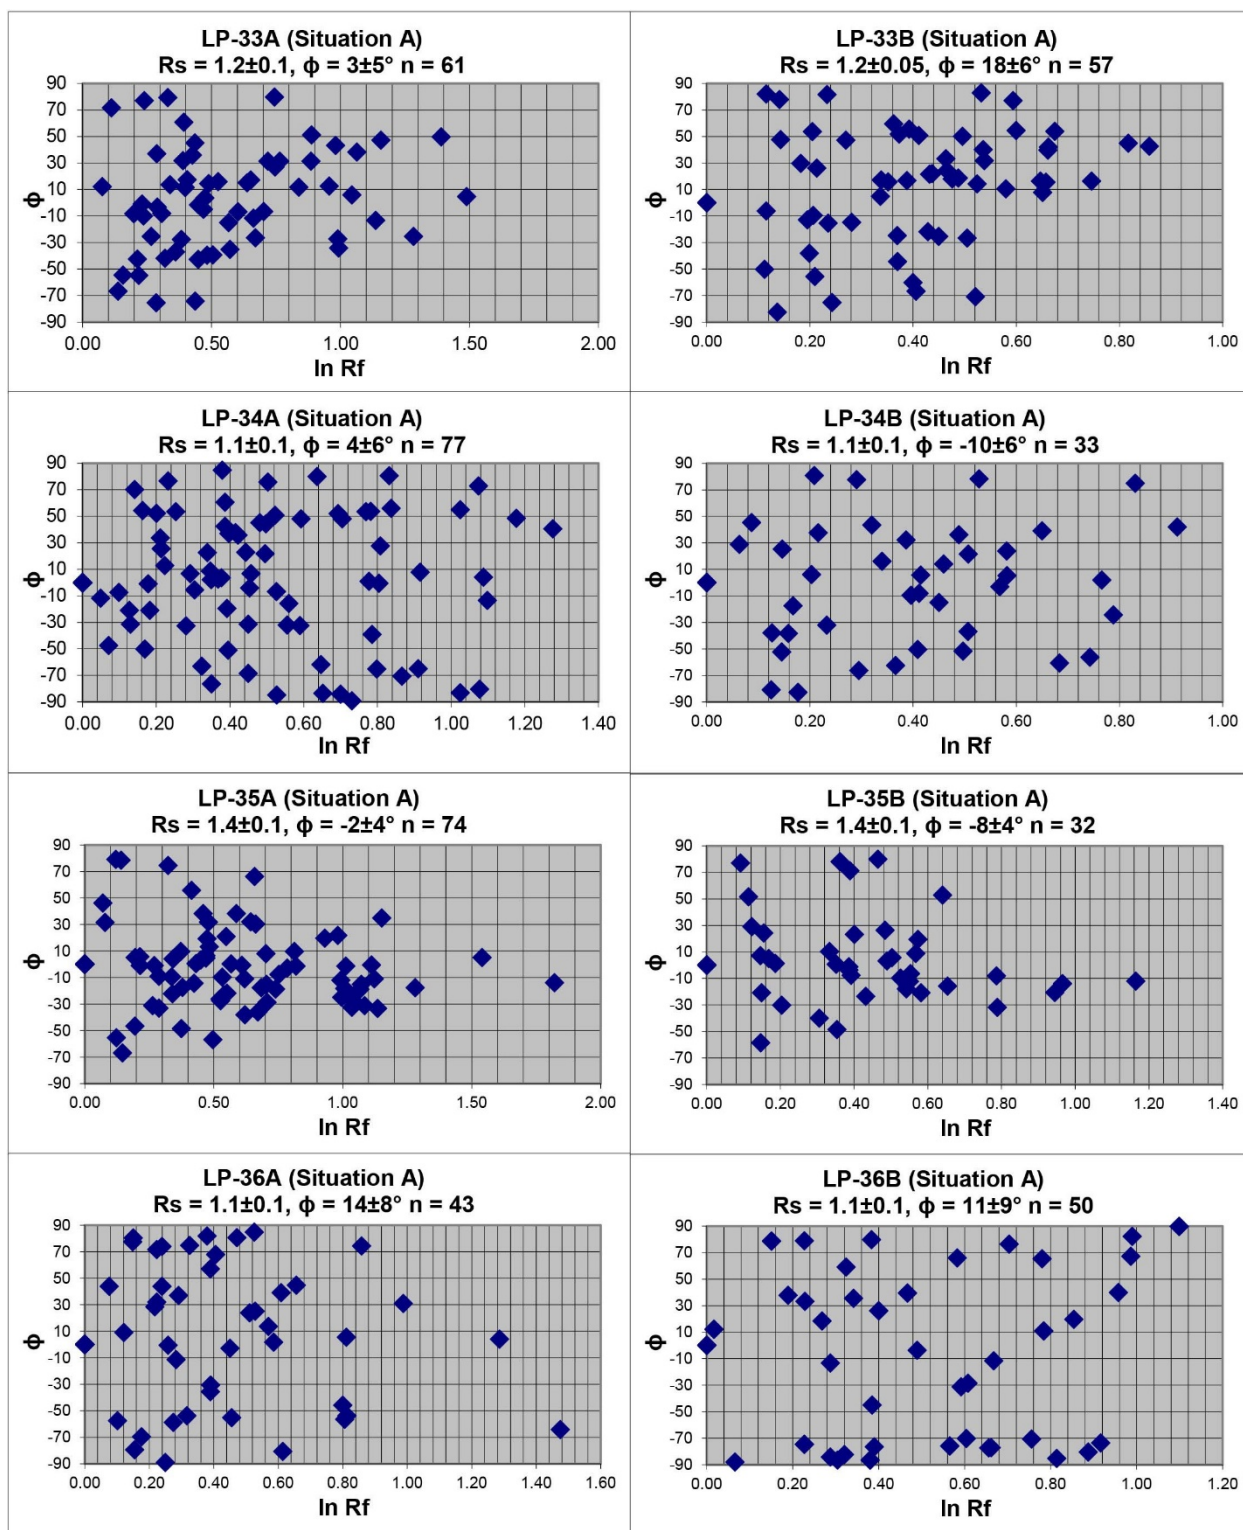 LP-33A (Situation A)
Rs = 1.2±0.1, ϕ = 3±5° n = 61
90
70
50
30
10
-10
-30
-50
-70
-90
ϕ
0.00 0.50 1.00 1.50 2.00
ln Rf
LP-33B (Situation A)
Rs = 1.2±0.05, ϕ = 18±6° n = 57
90
70
50
30
10
-10
-30
-50
-70
-90
ϕ
0.00 0.20 0.40 0.60 0.80 1.00
ln Rf
LP-34A (Situation A)
Rs = 1.1±0.1, ϕ = 4±6° n = 77
90
70
50
30
10
-10
-30
-50
-70
-90
ϕ
0.00 0.20 0.40 0.60 0.80 1.00 1.20 1.40
ln Rf
LP-34B (Situation A)
Rs = 1.1±0.1, ϕ = -10±6° n = 33
90
70
50
30
10
-10
-30
-50
-70
-90
ϕ
0.00 0.20 0.40 0.60 0.80 1.00
ln Rf
LP-35A (Situation A)
Rs = 1.4±0.1, ϕ = -2±4° n = 74
90
70
50
30
10
-10
-30
-50
-70
-90
ϕ
0.00 0.50 1.00 1.50 2.00
ln Rf
LP-35B (Situation A)
Rs = 1.4±0.1, ϕ = -8±4° n = 32
90
70
50
30
10
-10
-30
-50
-70
-90
ϕ
0.00 0.20 0.40 0.60 0.80 1.00 1.20 1.40
ln Rf
LP-36A (Situation A)
Rs = 1.1±0.1, ϕ = 14±8° n = 43
90
70
50
30
10
-10
-30
-50
-70
-90
ϕ
0.00 0.20 0.40 0.60 0.80 1.00 1.20 1.40 1.60
ln Rf
LP-36B (Situation A)
Rs = 1.1±0.1, ϕ = 11±9° n = 50
90
70
50
30
10
-10
-30
-50
-70
-90
ϕ
0.00 0.20 0.40 0.60 0.80 1.00 1.20
ln Rf